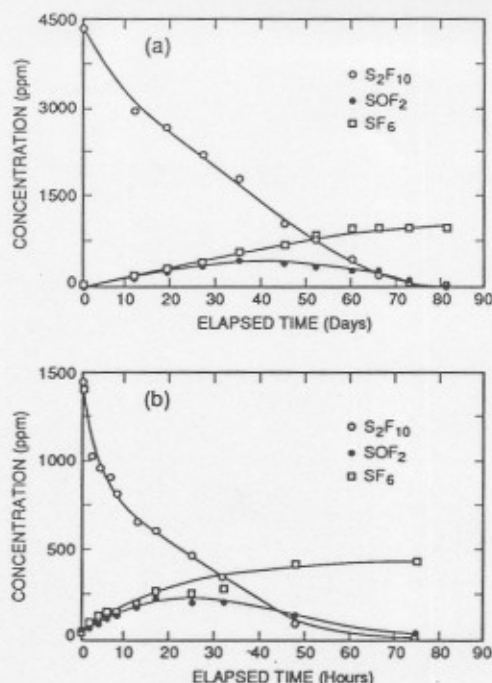 4500
3000
1500
0
CONCENTRATION (ppm)
(a)
S₂F₁₀
SOF₂
SF₆
0 10 20 30 40 50 60 70 80 90
ELAPSED TIME (Days)
1500
1000
500
0
CONCENTRATION (ppm)
(b)
S₂F₁₀
SOF₂
SF₆
0 10 20 30 40 50 60 70 80 90
ELAPSED TIME (Hours)